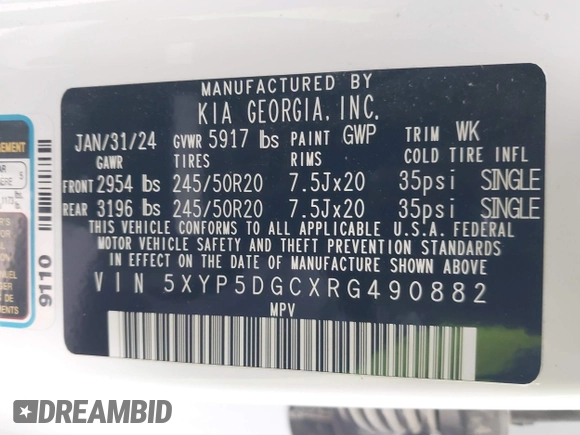 MANUFACTURED BY
KIA GEORGIA, INC.
JAN/31/24 GVWR 5917 lbs PAINT GWP TRIM WK
GAWR TIRES RIMS COLD TIRE INFL
FRONT 2954 lbs 245/50R20 7.5Jx20 35psi SINGLE
REAR 3196 lbs 245/50R20 7.5Jx20 35psi SINGLE
THIS VEHICLE CONFORMS TO ALL APPLICABLE U.S.A. FEDERAL
MOTOR VEHICLE SAFETY AND THEFT PREVENTION STANDARDS
IN EFFECT ON THE DATE OF MANUFACTURE SHOWN ABOVE.
VIN 5XYP5DGCXRG490882
MPV
9110
5
DREAMBID